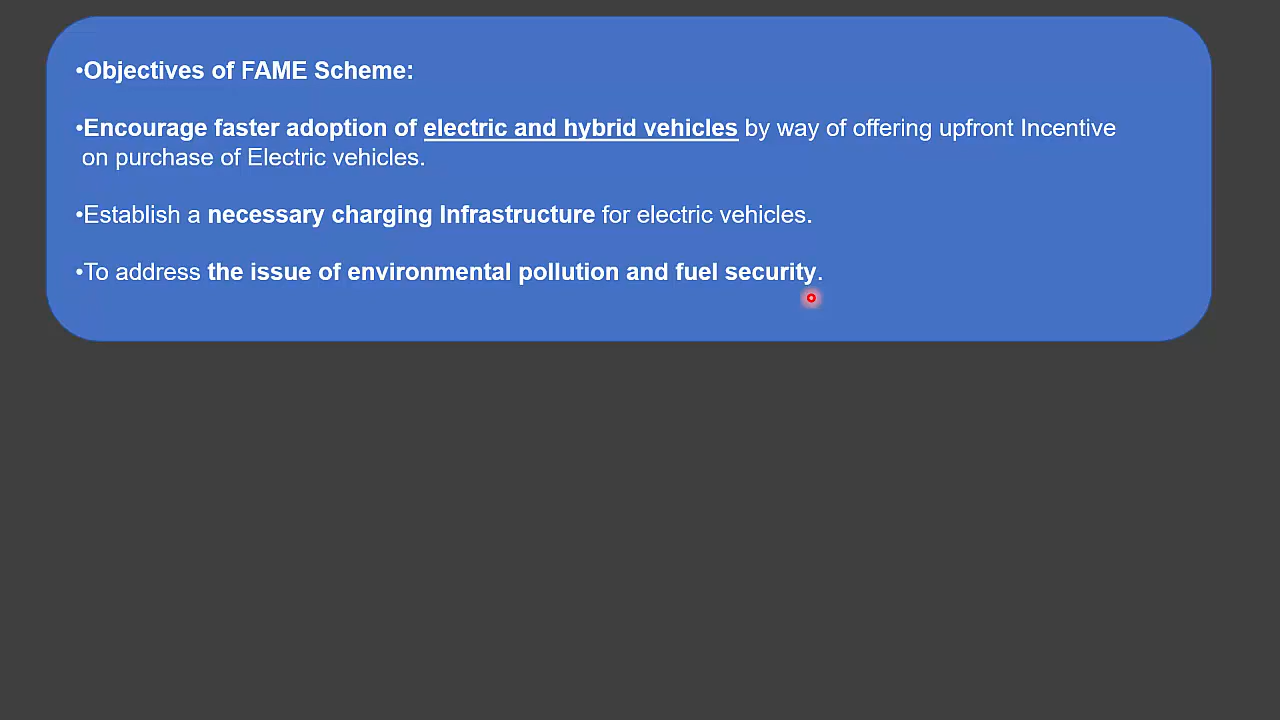 •Objectives of FAME Scheme:
•Encourage faster adoption of electric and hybrid vehicles by way of offering upfront Incentive
on purchase of Electric vehicles.
•Establish a necessary charging Infrastructure for electric vehicles.
•To address the issue of environmental pollution and fuel security.